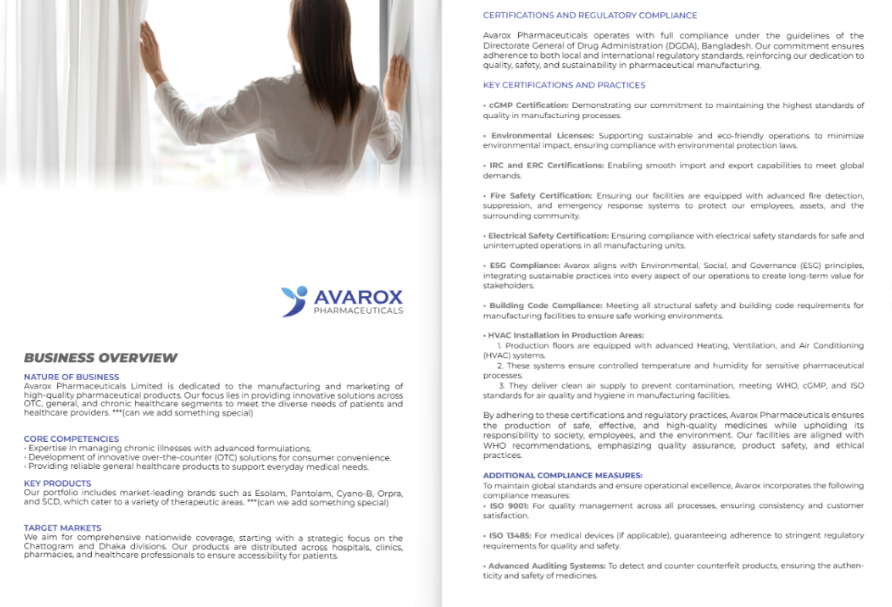 AVAROX
PHARMACEUTICALS
BUSINESS OVERVIEW
NATURE OF BUSINESS
Avarox Pharmaceuticals Limited is dedicated to the manufacturing and marketing of
high-quality pharmaceutical products. Our focus lies in providing innovative solutions across
OTC, general, and chronic healthcare segments to meet the diverse needs of patients and
healthcare providers. ***(can we add something special)
CORE COMPETENCIES
• Expertise in managing chronic illnesses with advanced formulations.
• Development of innovative over-the-counter (OTC) solutions for consumer convenience.
• Providing reliable general healthcare products to support everyday medical needs.
KEY PRODUCTS
Our portfolio includes market-leading brands such as Esolam, Pantolam, Cyano-B, Orpra,
and SCD, which cater to a variety of therapeutic areas. ***(can we add something special)
TARGET MARKETS
We aim for comprehensive nationwide coverage, starting with a strategic focus on the
Chattogram and Dhaka divisions. Our products are distributed across hospitals, clinics,
pharmacies, and healthcare professionals to ensure accessibility for patients.
CERTIFICATIONS AND REGULATORY COMPLIANCE
Avarox Pharmaceuticals operates with full compliance under the guidelines of the
Directorate General of Drug Administration (DGDA), Bangladesh. Our commitment ensures
adherence to both local and international regulatory standards, reinforcing our dedication to
quality, safety, and sustainability in pharmaceutical manufacturing.
KEY CERTIFICATIONS AND PRACTICES
• cGMP Certification: Demonstrating our commitment to maintaining the highest standards of
quality in manufacturing processes.
• Environmental Licenses: Supporting sustainable and eco-friendly operations to minimize
environmental impact, ensuring compliance with environmental protection laws.
• IRC and ERC Certifications: Enabling smooth import and export capabilities to meet global
demands.
• Fire Safety Certification: Ensuring our facilities are equipped with advanced fire detection,
suppression, and emergency response systems to protect our employees, assets, and the
surrounding community.
• Electrical Safety Certification: Ensuring compliance with electrical safety standards for safe and
uninterrupted operations in all manufacturing units.
• ESG Compliance: Avarox aligns with Environmental, Social, and Governance (ESG) principles,
integrating sustainable practices into every aspect of our operations to create long-term value for
stakeholders.
• Building Code Compliance: Meeting all structural safety and building code requirements for
manufacturing facilities to ensure safe working environments.
• HVAC Installation in Production Areas:
1. Production floors are equipped with advanced Heating, Ventilation, and Air Conditioning
(HVAC) systems.
2. These systems ensure controlled temperature and humidity for sensitive pharmaceutical
processes.
3. They deliver clean air supply to prevent contamination, meeting WHO, cGMP, and ISO
standards for air quality and hygiene in manufacturing facilities.
By adhering to these certifications and regulatory practices, Avarox Pharmaceuticals ensures
the production of safe, effective, and high-quality medicines while upholding its
responsibility to society, employees, and the environment. Our facilities are aligned with
WHO recommendations, emphasizing quality assurance, product safety, and ethical
practices.
ADDITIONAL COMPLIANCE MEASURES:
To maintain global standards and ensure operational excellence, Avarox incorporates the following
compliance measures:
• ISO 9001: For quality management across all processes, ensuring consistency and customer
satisfaction.
• ISO 13485: For medical devices (if applicable), guaranteeing adherence to stringent regulatory
requirements for quality and safety.
• Advanced Auditing Systems: To detect and counter counterfeit products, ensuring the authen-
ticity and safety of medicines.